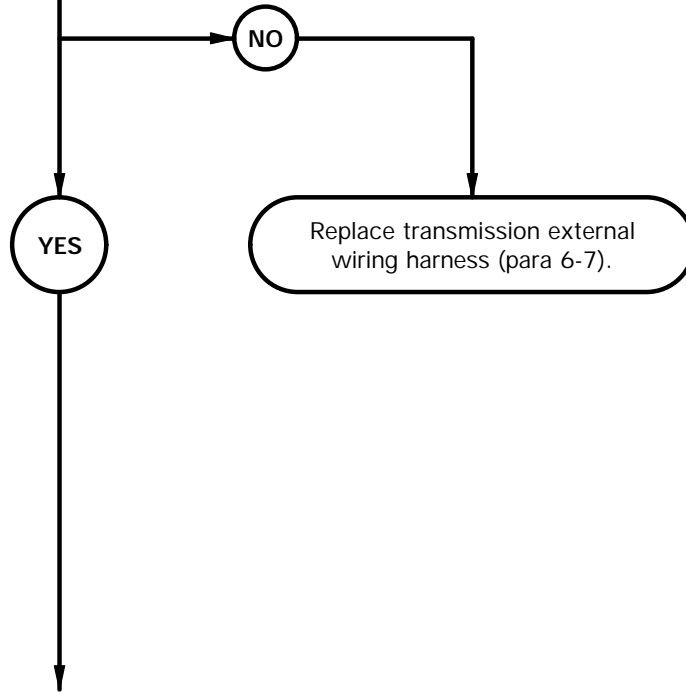 NO
YES
Replace transmission external
wiring harness (para 6-7).